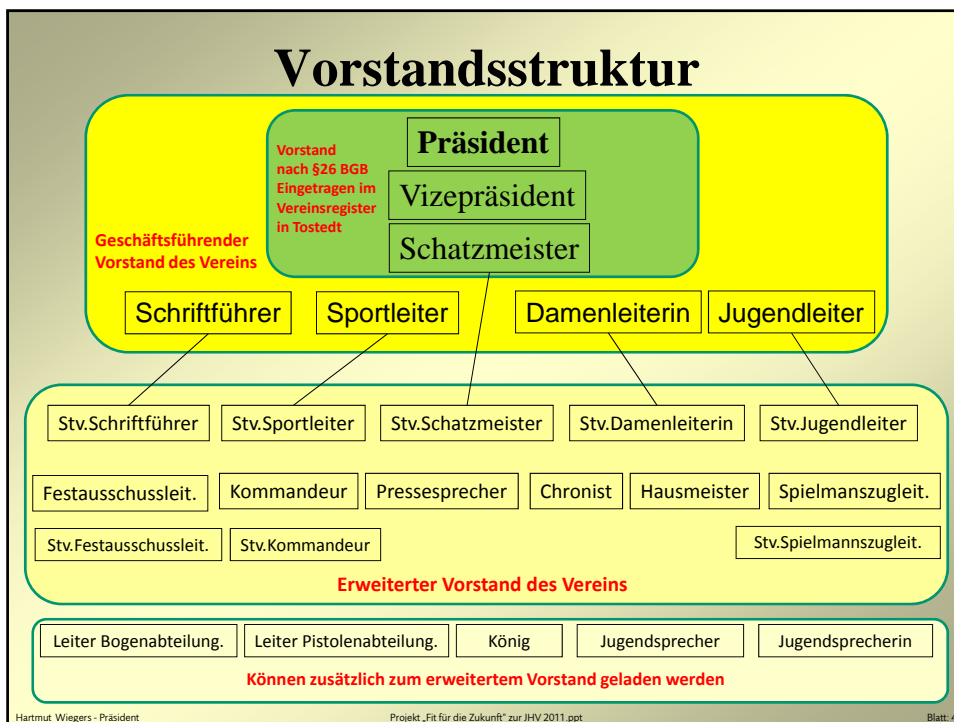 Vorstandsstruktur
Präsident
Vorstand
nach §26 BGB
Eingetragen im
Vereinsregister
in Tostedt
Vizepräsident
Schatzmeister
Geschäftsführender
Vorstand des Vereins
Schriftführer Sportleiter Damenleiterin Jugendleiter
Stv.Schriftführer Stv.Sportleiter Stv.Schatzmeister Stv.Damenleiterin Stv.Jugendleiter
Festausschussleit. Kommandeur Pressesprecher Chronist Hausmeister Spielmanszugleit.
Stv.Festausschussleit. Stv.Kommandeur Stv.Spielmannszugleit.
Erweiterter Vorstand des Vereins
Leiter Bogenabteilung. Leiter Pistolenabteilung. König Jugendsprecher Jugendsprecherin
Können zusätzlich zum erweitertem Vorstand geladen werden
Hartmut Wiegers - Präsident Projekt „Fit für die Zukunft“ zur JHV 2011.ppt Blatt: 4